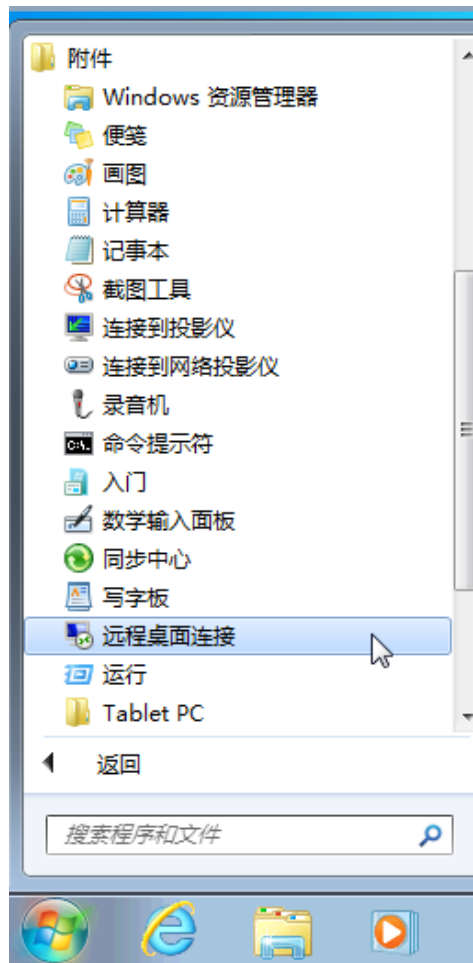 附件
Windows 资源管理器
便笺
画图
计算器
记事本
截图工具
连接到投影仪
连接到网络投影仪
录音机
命令提示符
入门
数学输入面板
同步中心
写字板
远程桌面连接
运行
Tablet PC
返回
搜索程序和文件